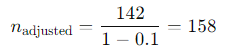 n_adjusted = 142 / (1 − 0.1) = 158